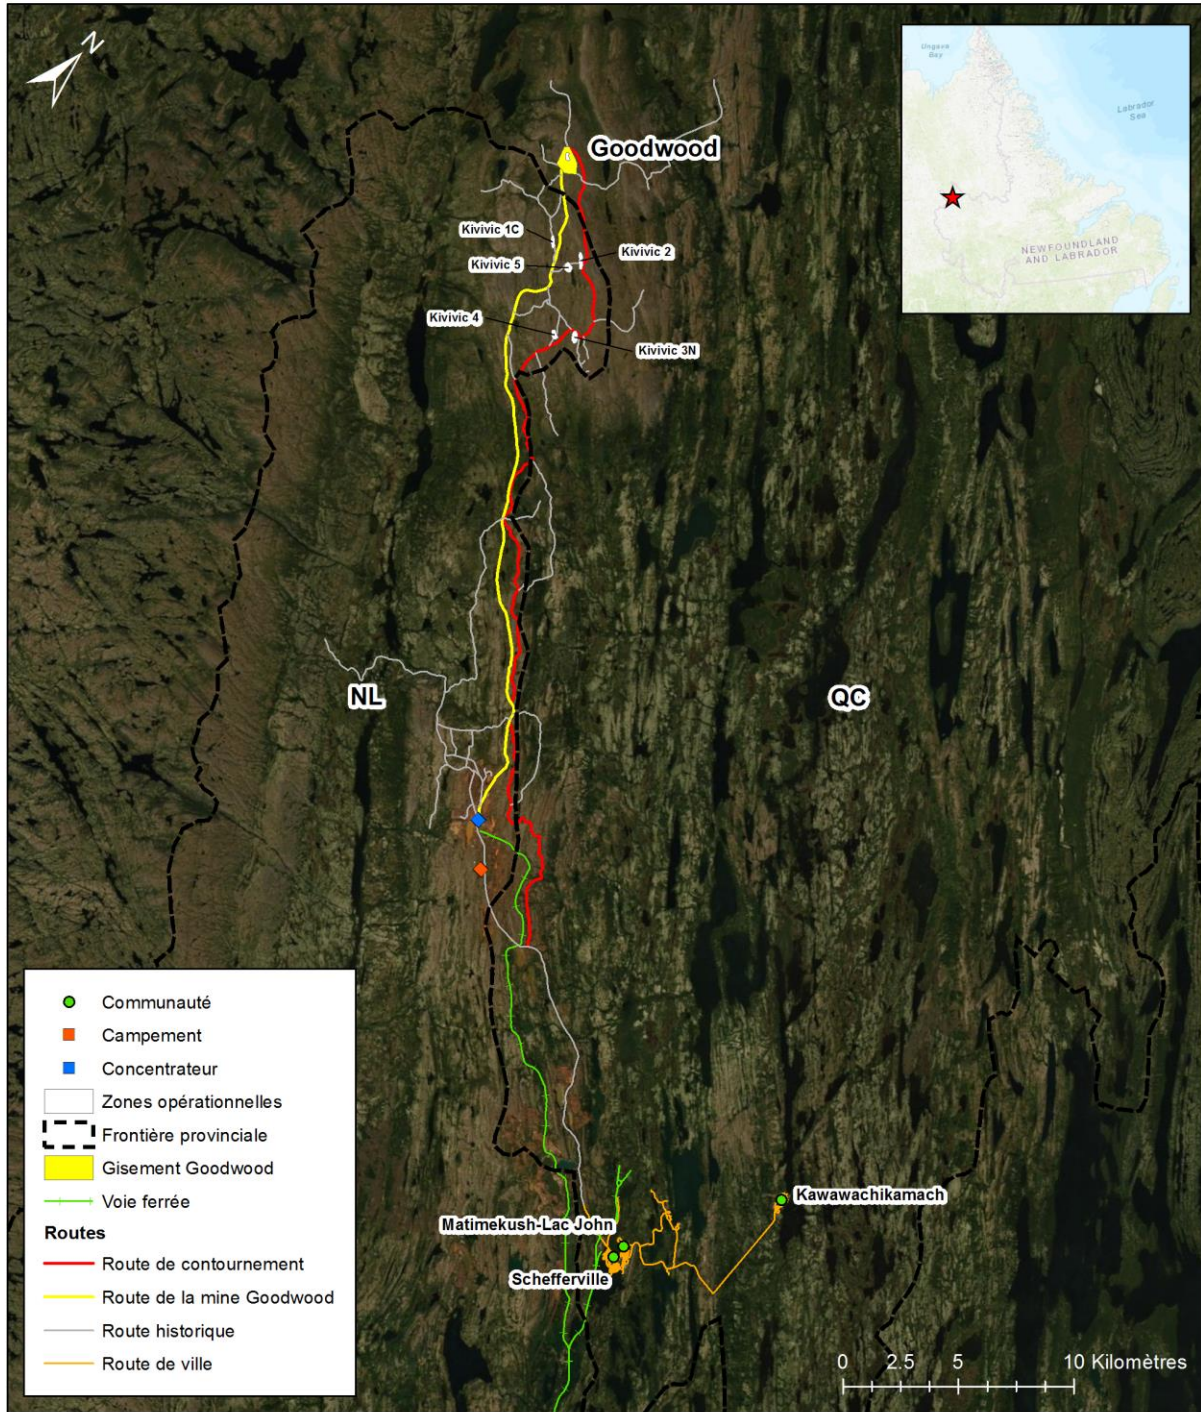 N
Ungava
Bay
Labrador
Sea
NEWFOUNDLAND
AND LABRADOR
Goodwood
Kivivic 1C
Kivivic 2
Kivivic 5
Kivivic 4
Kivivic 3N
NL
QC
Communauté
Campement
Concentrateur
Zones opérationnelles
Frontière provinciale
Gisement Goodwood
Voie ferrée
Routes
Route de contournement
Route de la mine Goodwood
Route historique
Route de ville
Kawawachikamach
Matimekush-Lac John
Schefferville
0 2.5 5 10 Kilomètres